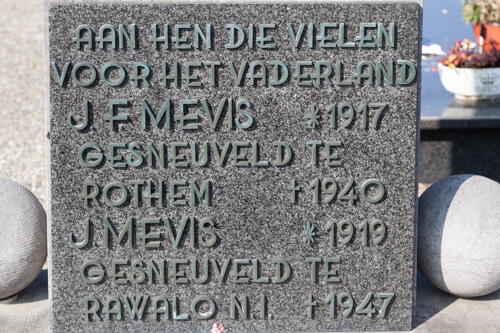 AAN HEN DIE VIELEN
VOOR HET VADERLAND
J.F. MEVIS * 1917
GESNEUVELD TE
ROTHEM † 1940
J. MEVIS * 1919
GESNEUVELD TE
RAWALO N.I. † 1947